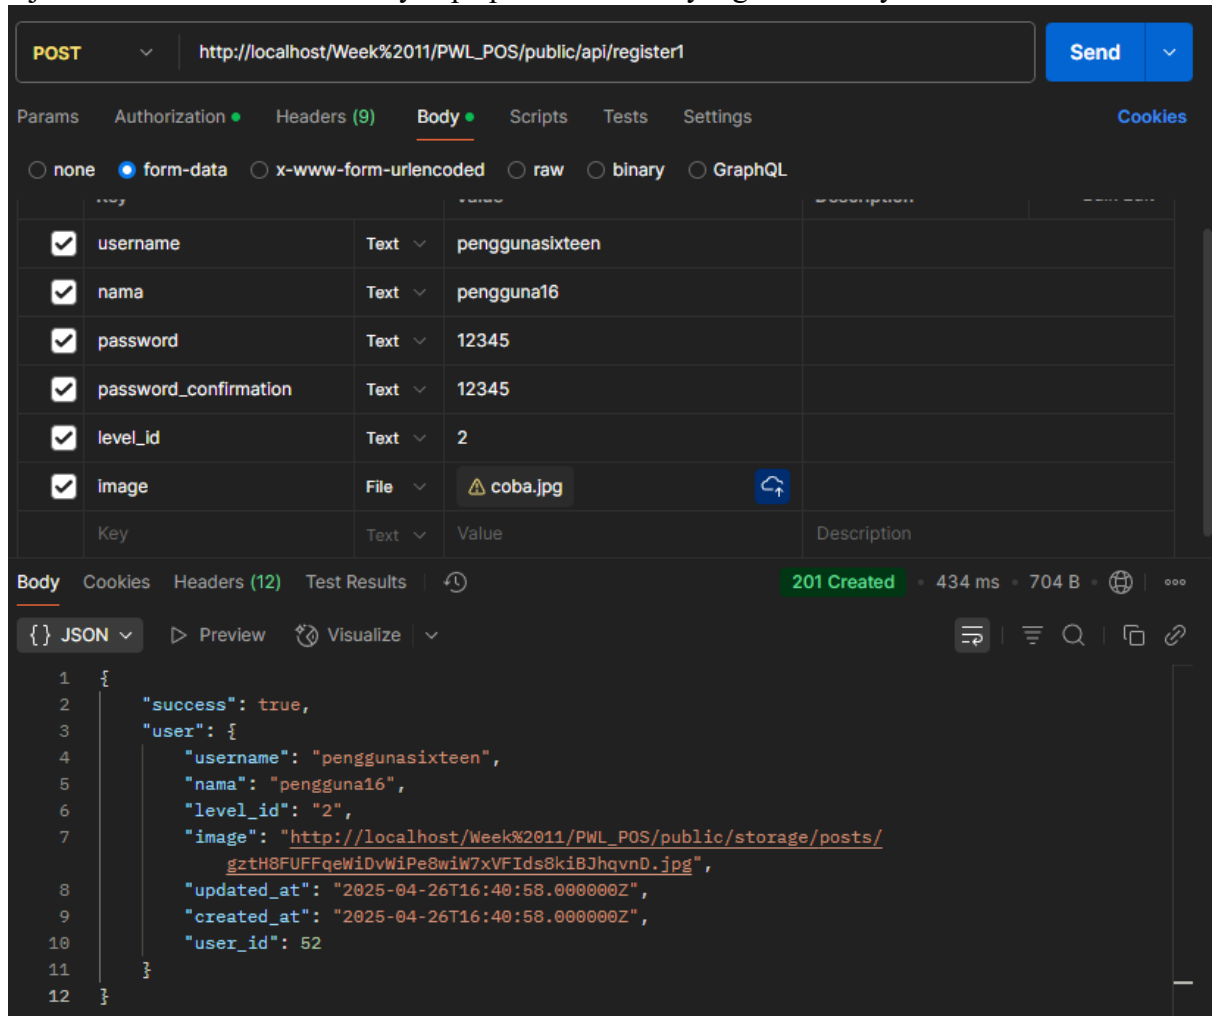 POST http://localhost/Week%2011/PWL_POS/public/api/register1 Send
Params Authorization Headers (9) Body Scripts Tests Settings Cookies
none form-data x-www-form-urlencoded raw binary GraphQL
username Text penggunasixteen
nama Text pengguna16
password Text 12345
password_confirmation Text 12345
level_id Text 2
image File coba.jpg
Key Text Value Description
Body Cookies Headers (12) Test Results 201 Created 434 ms 704 B
{} JSON Preview Visualize
1 {
2 "success": true,
3 "user": {
4 "username": "penggunasixteen",
5 "nama": "pengguna16",
6 "level_id": "2",
7 "image": "http://localhost/Week%2011/PWL_POS/public/storage/posts/
gztH8FUFFqeWiDvWiPe8wiW7xVFIds8kiBJhqvnD.jpg",
8 "updated_at": "2025-04-26T16:40:58.000000Z",
9 "created_at": "2025-04-26T16:40:58.000000Z",
10 "user_id": 52
11 }
12 }